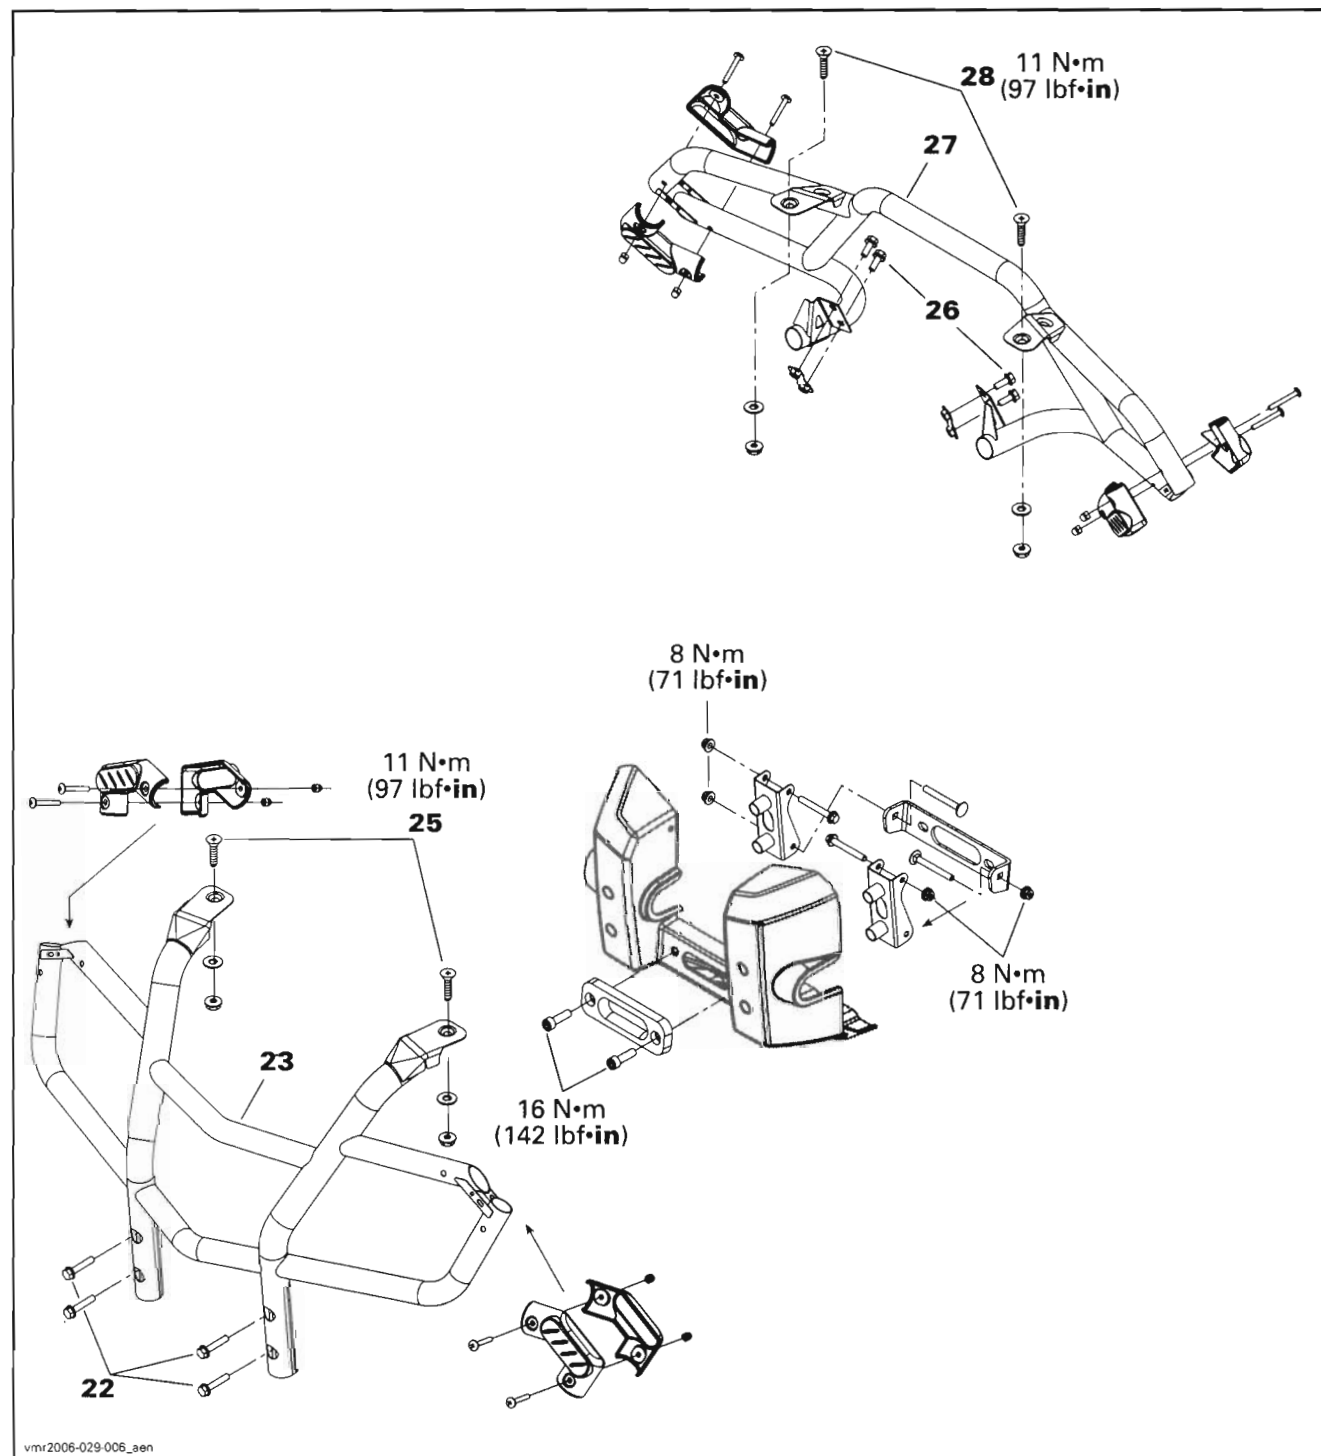 28 11 N•m
(97 lbf•in)
27
26
8 N•m
(71 lbf•in)
11 N•m
(97 lbf•in)
25
8 N•m
(71 lbf•in)
23
16 N•m
(142 lbf•in)
22
vmr2006-029-006_aen